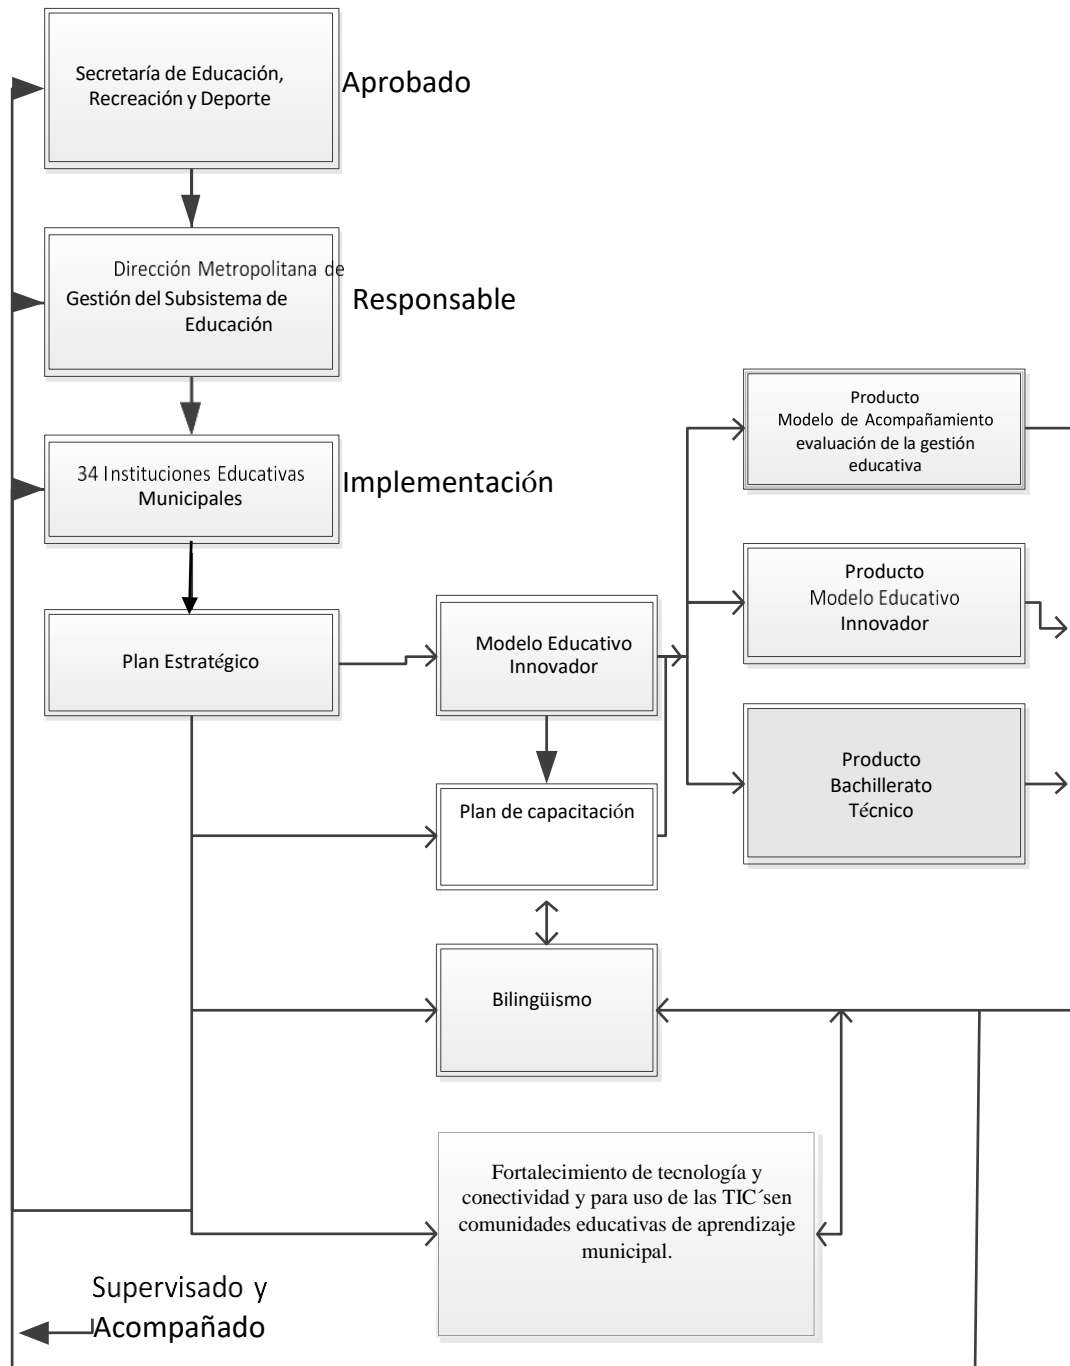 Secretaría de Educación,
Recreación y Deporte
Aprobado
Dirección Metropolitana de
Gestión del Subsistema de
Educación
Responsable
34 Instituciones Educativas
Municipales
Implementación
Plan Estratégico
Modelo Educativo
Innovador
Plan de capacitación
Bilingüismo
Fortalecimiento de tecnología y
conectividad y para uso de las TIC´sen
comunidades educativas de aprendizaje
municipal.
Producto
Modelo de Acompañamiento
evaluación de la gestión
educativa
Producto
Modelo Educativo
Innovador
Producto
Bachillerato
Técnico
Supervisado y
Acompañado